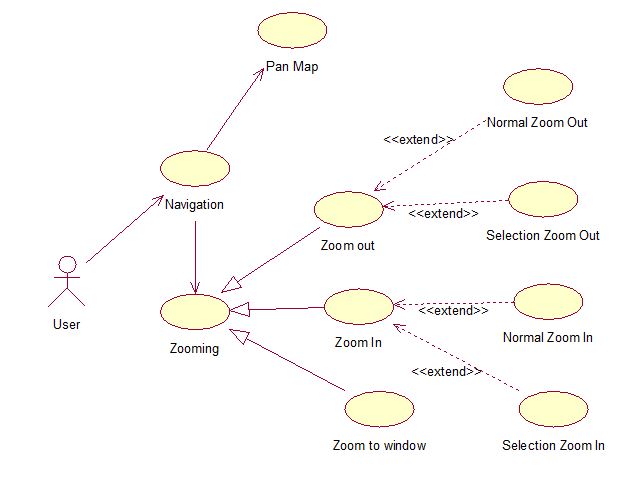 Pan Map
Normal Zoom Out
<<extend>>
Navigation
<<extend>>
Selection Zoom Out
Zoom out
User
Zooming
Zoom In
<<extend>>
Normal Zoom In
<<extend>>
Zoom to window
Selection Zoom In